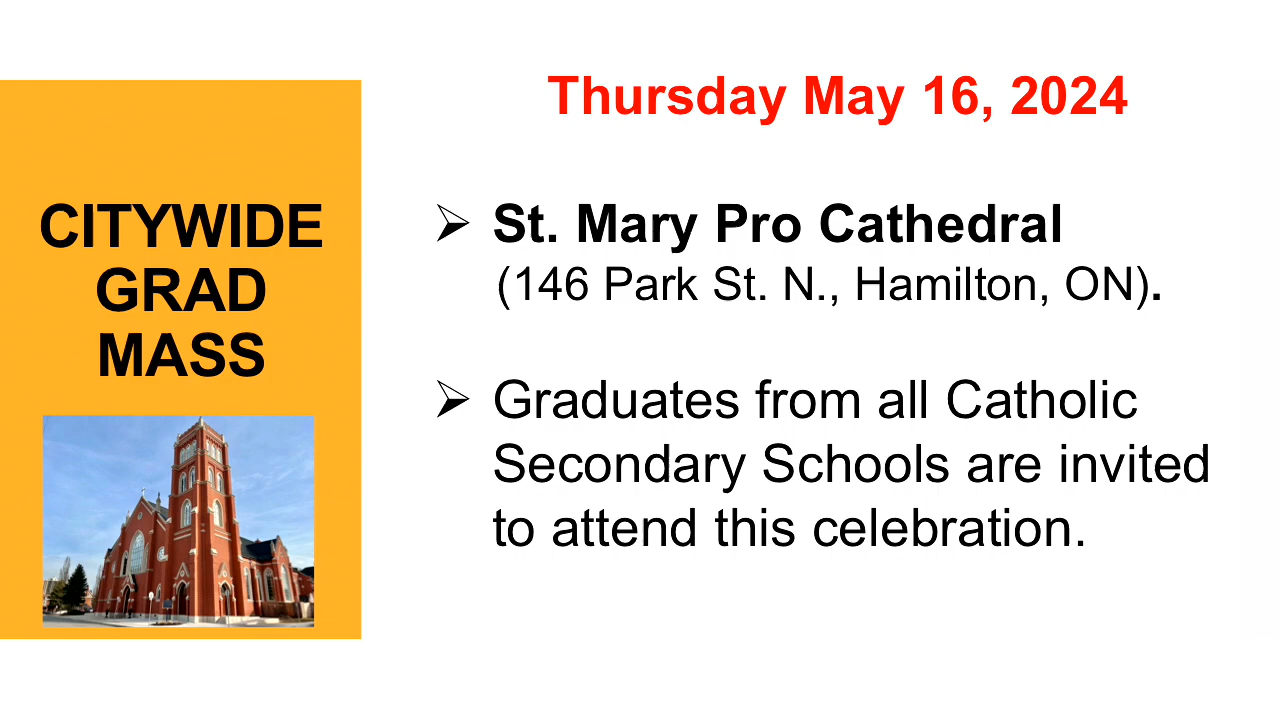 CITYWIDE
GRAD
MASS
Thursday May 16, 2024
➢ St. Mary Pro Cathedral
(146 Park St. N., Hamilton, ON).
➢ Graduates from all Catholic
Secondary Schools are invited
to attend this celebration.